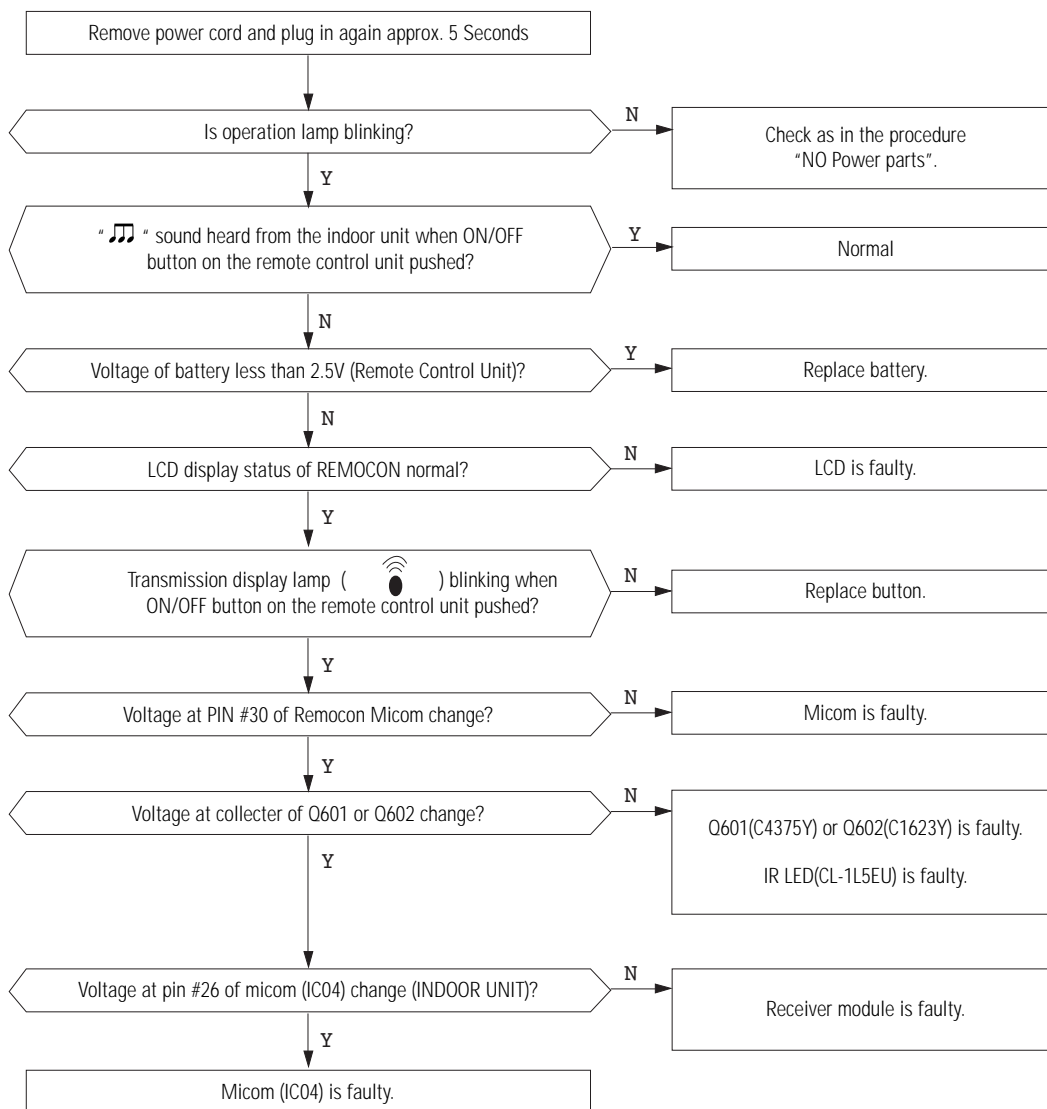 Remove power cord and plug in again approx. 5 Seconds
Is operation lamp blinking?
N
Check as in the procedure
"NO Power parts".
Y
" ♫ " sound heard from the indoor unit when ON/OFF
button on the remote control unit pushed?
Y
Normal
N
Voltage of battery less than 2.5V (Remote Control Unit)?
Y
Replace battery.
N
LCD display status of REMOCON normal?
N
LCD is faulty.
Y
Transmission display lamp ( ) blinking when
ON/OFF button on the remote control unit pushed?
N
Replace button.
Y
Voltage at PIN #30 of Remocon Micom change?
N
Micom is faulty.
Y
Voltage at collecter of Q601 or Q602 change?
N
Q601(C4375Y) or Q602(C1623Y) is faulty.
IR LED(CL-1L5EU) is faulty.
Y
Voltage at pin #26 of micom (IC04) change (INDOOR UNIT)?
N
Receiver module is faulty.
Y
Micom (IC04) is faulty.